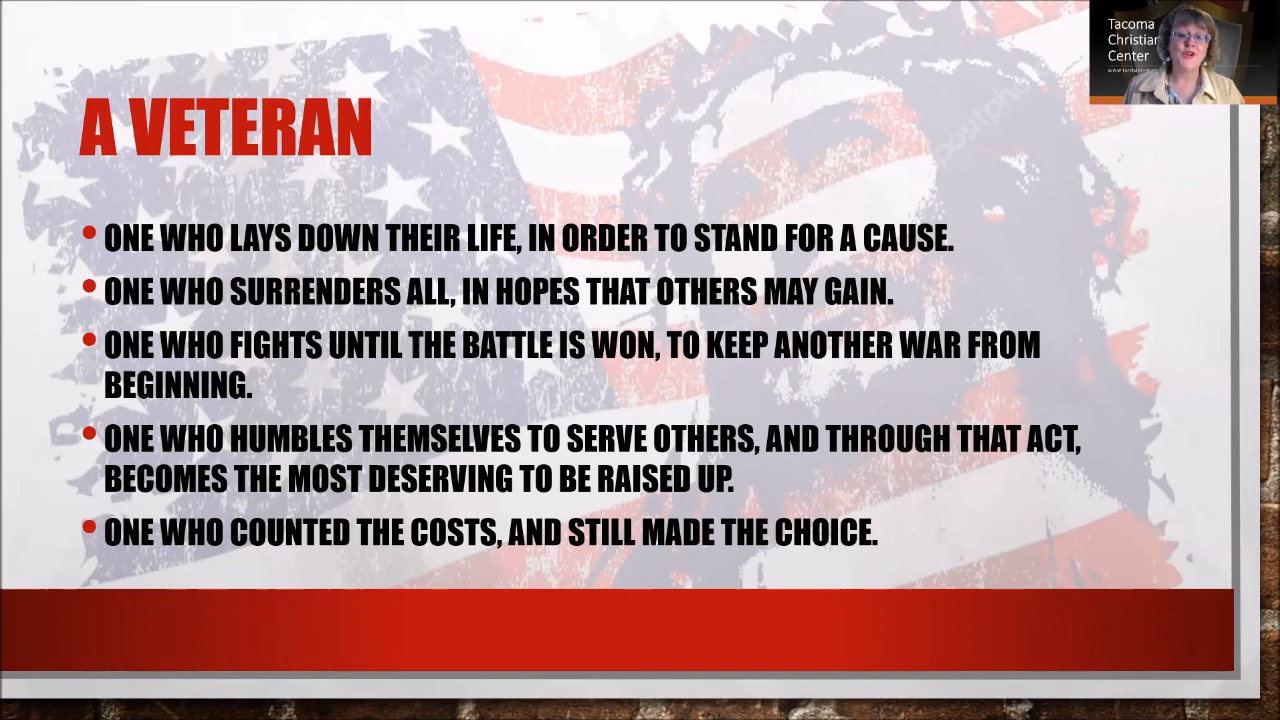 Tacoma
Christian
Center
A VETERAN
• ONE WHO LAYS DOWN THEIR LIFE, IN ORDER TO STAND FOR A CAUSE.
• ONE WHO SURRENDERS ALL, IN HOPES THAT OTHERS MAY GAIN.
• ONE WHO FIGHTS UNTIL THE BATTLE IS WON, TO KEEP ANOTHER WAR FROM
BEGINNING.
• ONE WHO HUMBLES THEMSELVES TO SERVE OTHERS, AND THROUGH THAT ACT,
BECOMES THE MOST DESERVING TO BE RAISED UP.
• ONE WHO COUNTED THE COSTS, AND STILL MADE THE CHOICE.